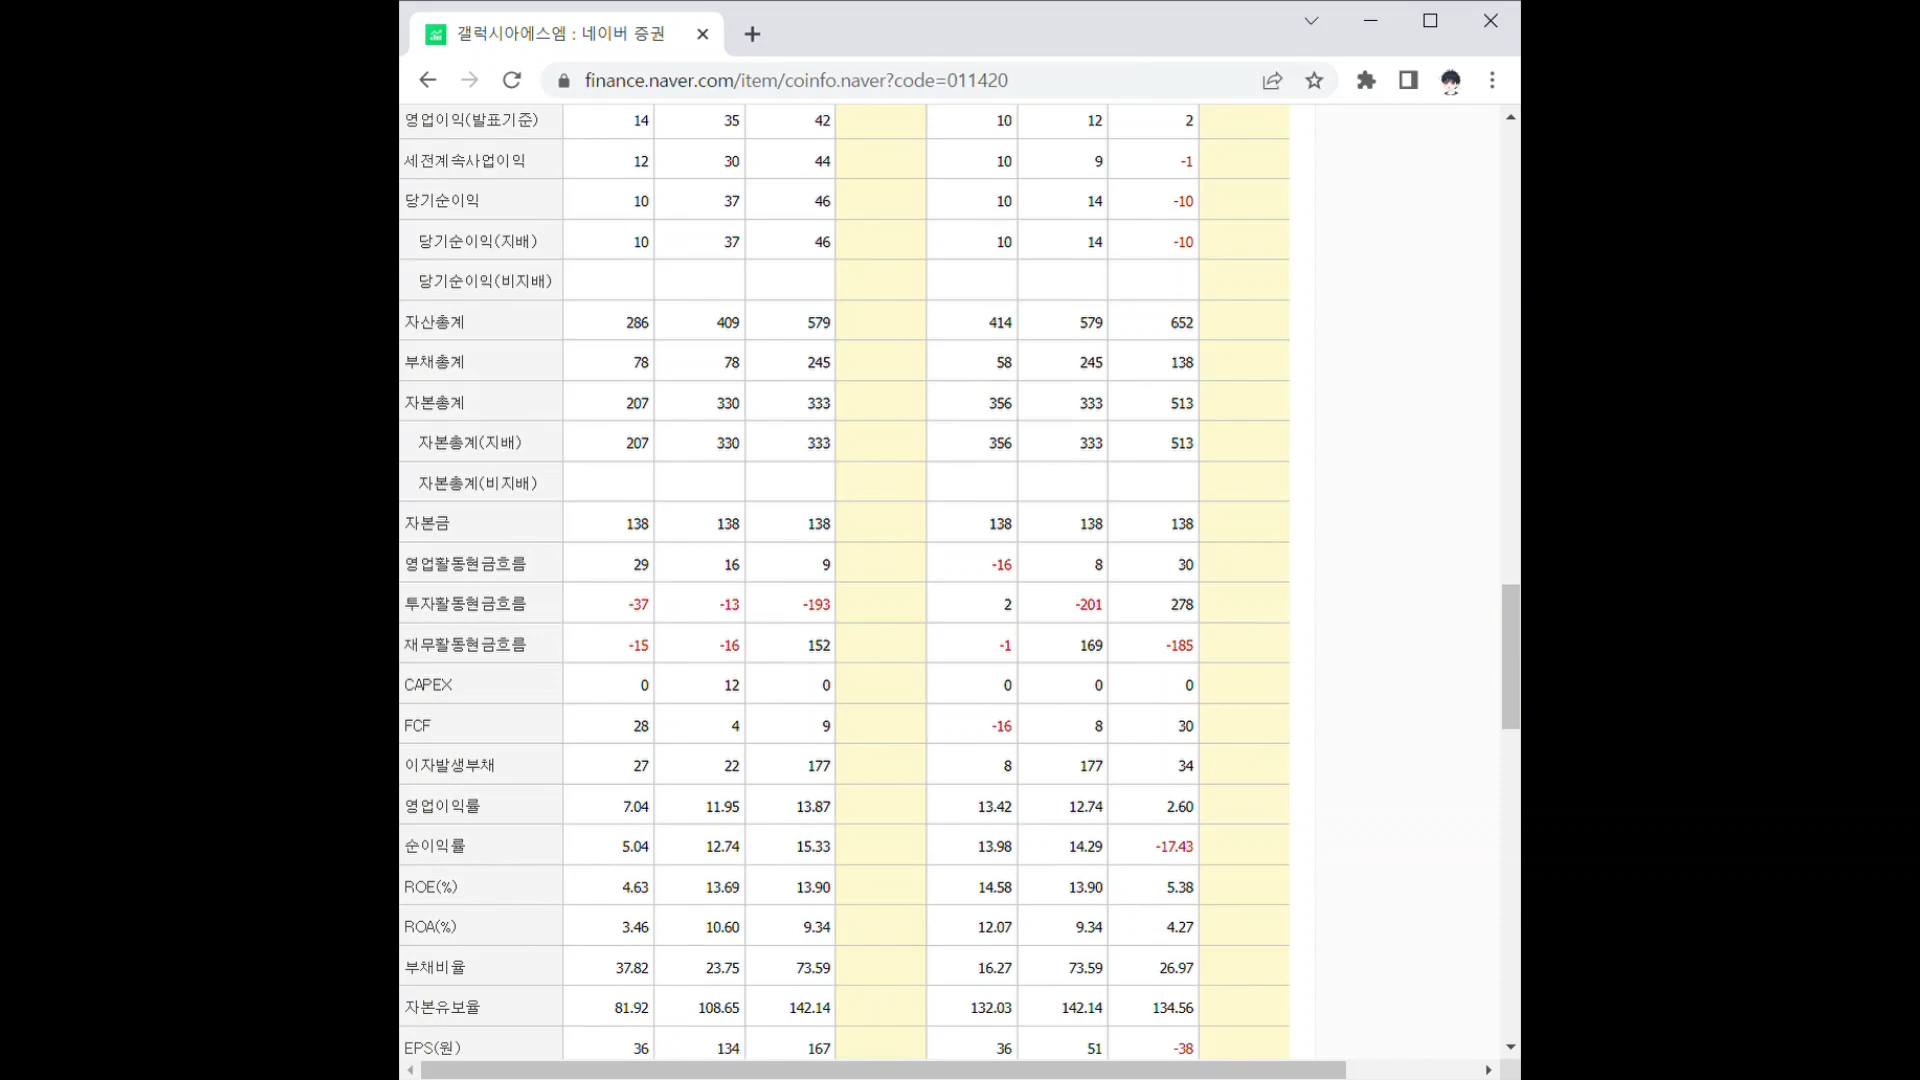 갤럭시아에스엠 : 네이버 증권
finance.naver.com/item/coinfo.naver?code=011420
영업이익(발표기준) 14 35 42 10 12 2
세전계속사업이익 12 30 44 10 9 -1
당기순이익 10 37 46 10 14 -10
당기순이익(지배) 10 37 46 10 14 -10
당기순이익(비지배)
자산총계 286 409 579 414 579 652
부채총계 78 78 245 58 245 138
자본총계 207 330 333 356 333 513
자본총계(지배) 207 330 333 356 333 513
자본총계(비지배)
자본금 138 138 138 138 138 138
영업활동현금흐름 29 16 9 -16 8 30
투자활동현금흐름 -37 -13 -193 2 -201 278
재무활동현금흐름 -15 -16 152 -1 169 -185
CAPEX 0 12 0 0 0 0
FCF 28 4 9 -16 8 30
이자발생부채 27 22 177 8 177 34
영업이익률 7.04 11.95 13.87 13.42 12.74 2.60
순이익률 5.04 12.74 15.33 13.98 14.29 -17.43
ROE(%) 4.63 13.69 13.90 14.58 13.90 5.38
ROA(%) 3.46 10.60 9.34 12.07 9.34 4.27
부채비율 37.82 23.75 73.59 16.27 73.59 26.97
자본유보율 81.92 108.65 142.14 132.03 142.14 134.56
EPS(원) 36 134 167 36 51 -38